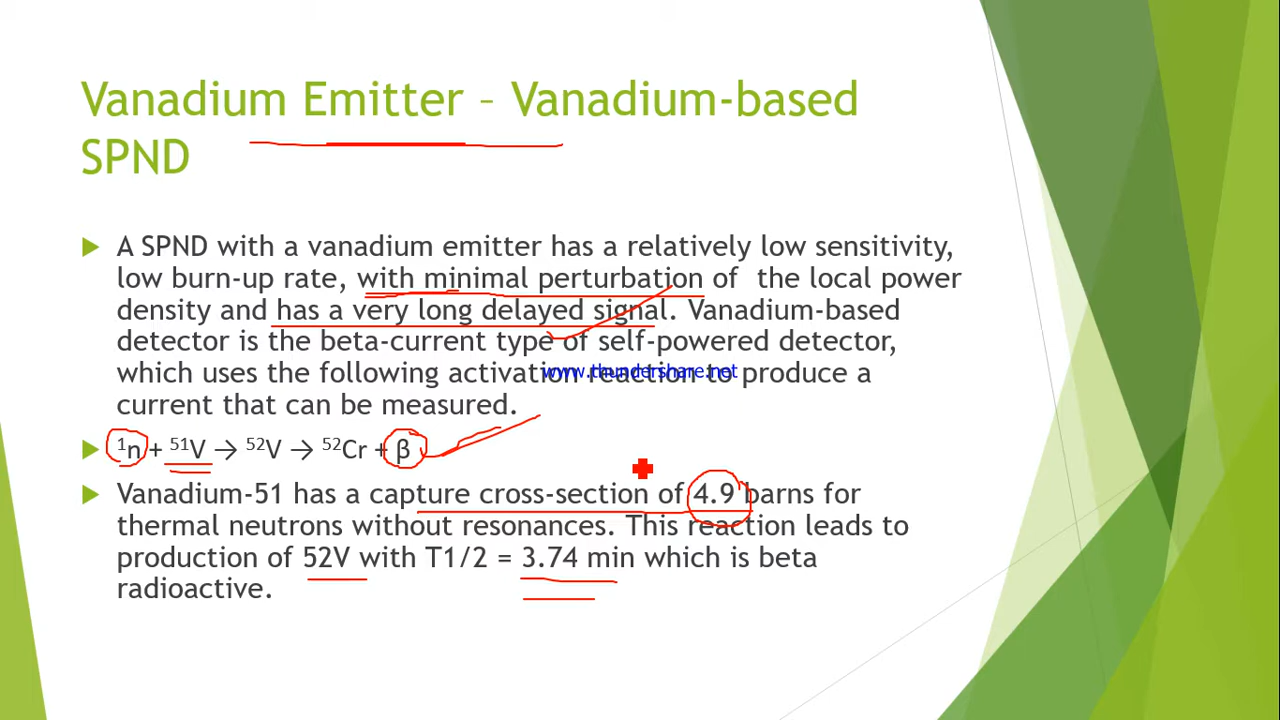 Vanadium Emitter – Vanadium-based
SPND
A SPND with a vanadium emitter has a relatively low sensitivity,
low burn-up rate, with minimal perturbation of the local power
density and has a very long delayed signal. Vanadium-based
detector is the beta-current type of self-powered detector,
which uses the following activation reaction to produce a
www.thundershare.net
current that can be measured.
¹n + ⁵¹V → ⁵²V → ⁵²Cr + β
Vanadium-51 has a capture cross-section of 4.9 barns for
thermal neutrons without resonances. This reaction leads to
production of 52V with T1/2 = 3.74 min which is beta
radioactive.